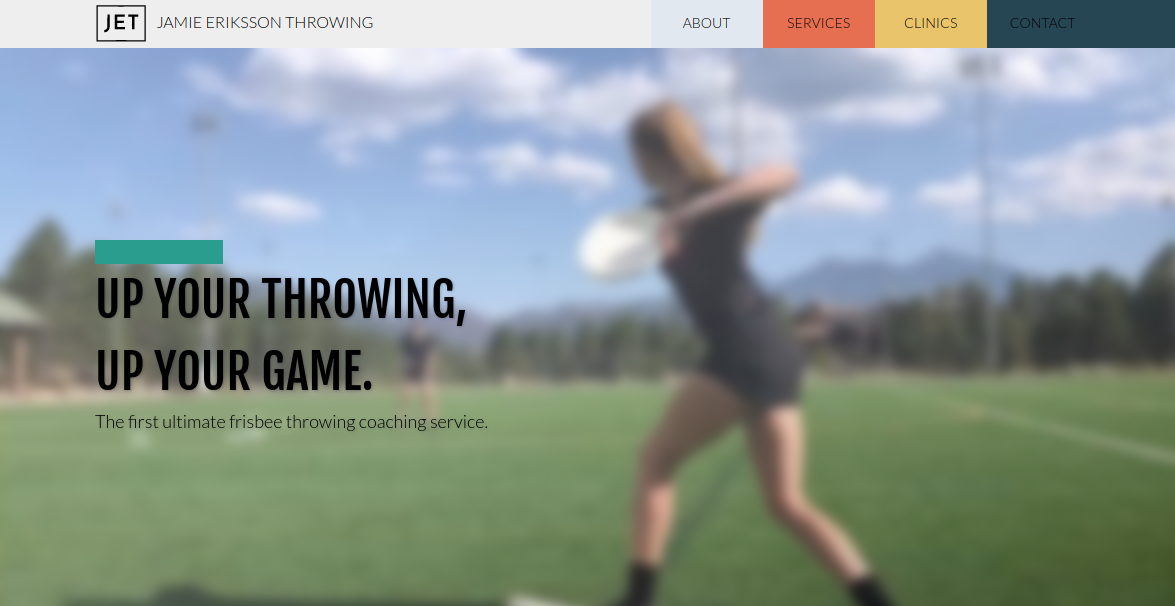 JET
JAMIE ERIKSSON THROWING
ABOUT
SERVICES
CLINICS
CONTACT
UP YOUR THROWING,
UP YOUR GAME.
The first ultimate frisbee throwing coaching service.